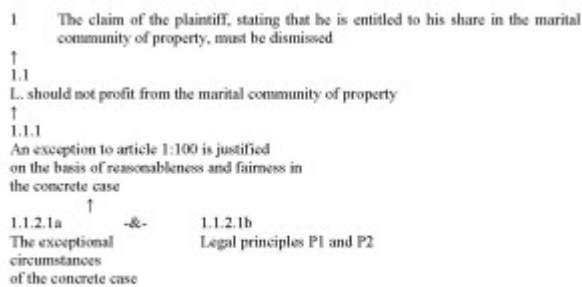 1 The claim of the plaintiff, stating that he is entitled to his share in the marital
community of property, must be dismissed
↑
1.1
L. should not profit from the marital community of property
↑
1.1.1
An exception to article 1:100 is justified
on the basis of reasonableness and fairness in
the concrete case
↑
1.1.2.1a -&- 1.1.2.1b
The exceptional Legal principles P1 and P2
circumstances
of the concrete case